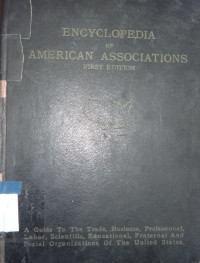 ENCYCLOPEDIA
OF
AMERICAN ASSOCIATIONS
FIRST EDITION
A Guide To The Trade, Business, Professional,
Labor, Scientific, Educational, Fraternal And
Social Organizations Of The United States.